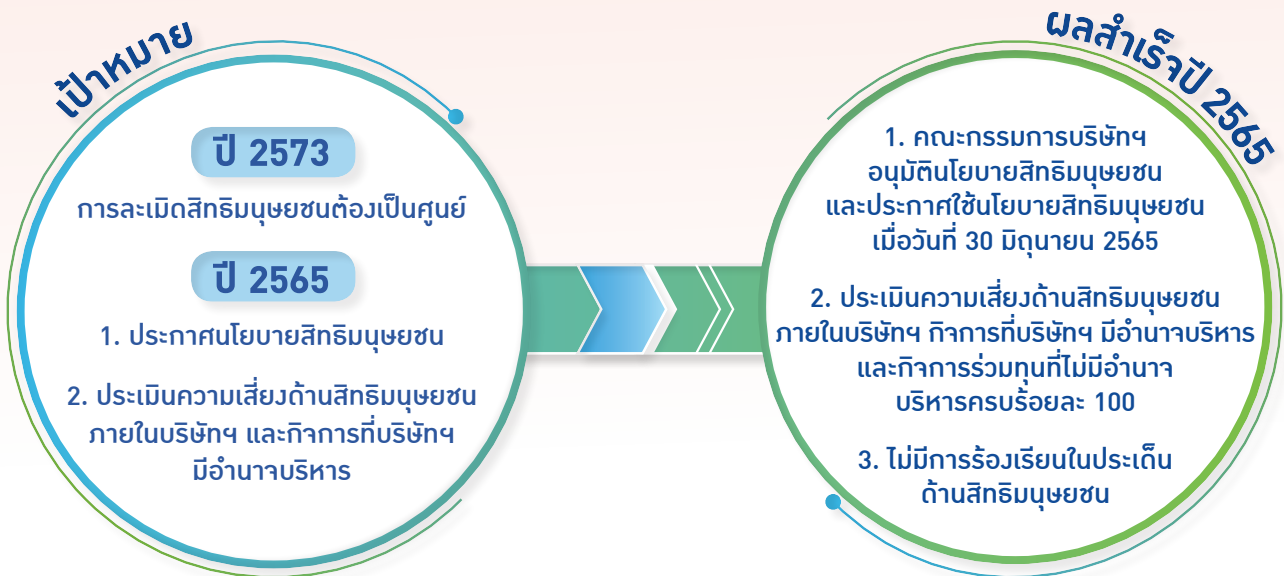 เป้าหมาย
ปี 2573
การละเมิดสิทธิมนุษยชนต้องเป็นศูนย์
ปี 2565
1. ประกาศนโยบายสิทธิมนุษยชน
2. ประเมินความเสี่ยงด้านสิทธิมนุษยชน
ภายในบริษัทฯ และกิจการที่บริษัทฯ
มีอำนาจบริหาร
ผลสำเร็จปี 2565
1. คณะกรรมการบริษัทฯ
อนุมัตินโยบายสิทธิมนุษยชน
และประกาศใช้นโยบายสิทธิมนุษยชน
เมื่อวันที่ 30 มิถุนายน 2565
2. ประเมินความเสี่ยงด้านสิทธิมนุษยชน
ภายในบริษัทฯ กิจการที่บริษัทฯ มีอำนาจบริหาร
และกิจการร่วมทุนที่ไม่มีอำนาจ
บริหารครบร้อยละ 100
3. ไม่มีการร้องเรียนในประเด็น
ด้านสิทธิมนุษยชน